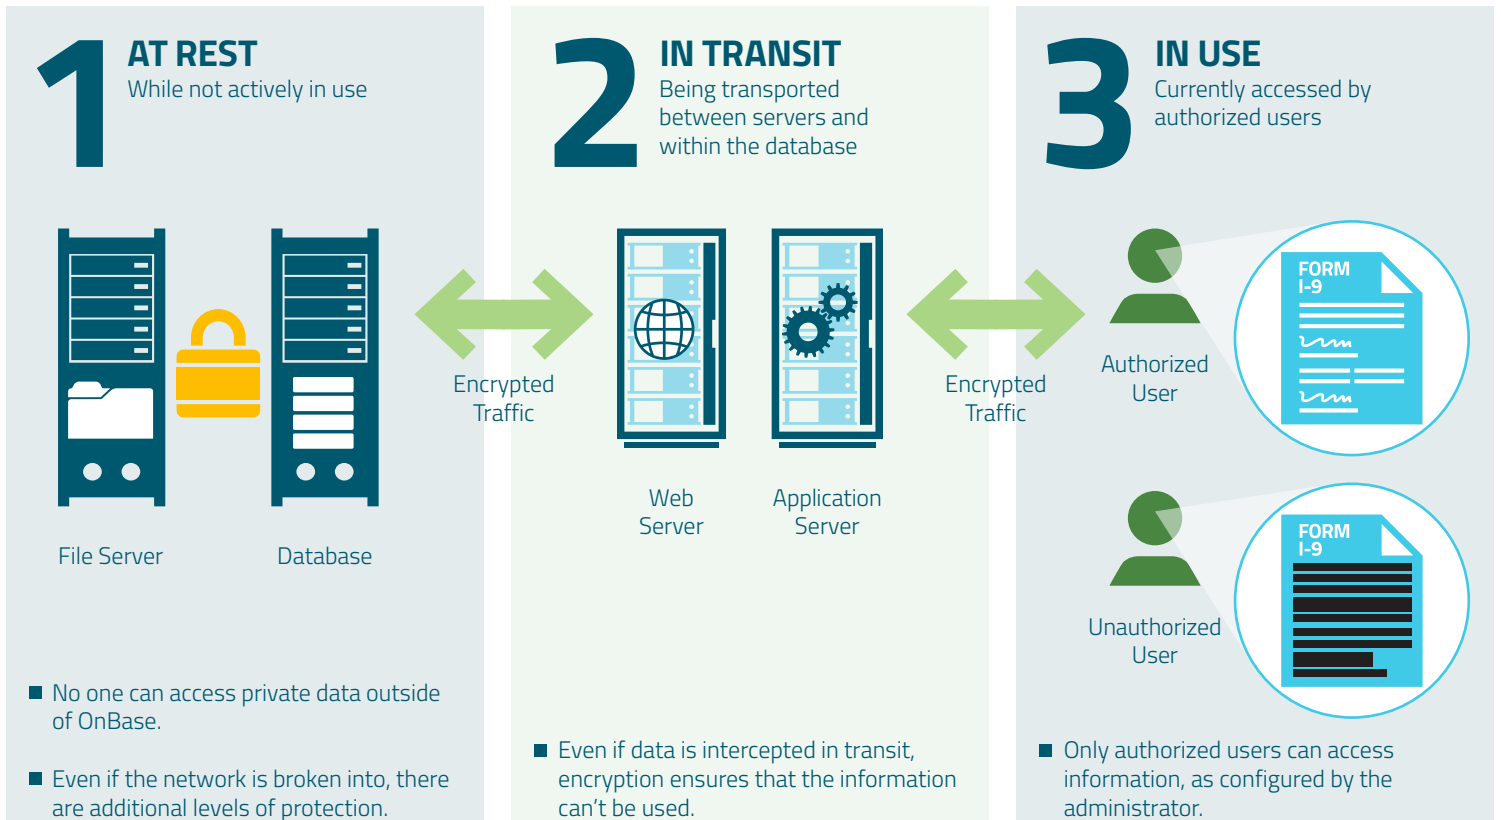 1
AT REST
While not actively in use
File Server
Database
■ No one can access private data outside
of OnBase.
■ Even if the network is broken into, there
are additional levels of protection.
Encrypted
Traffic
2
IN TRANSIT
Being transported
between servers and
within the database
Web
Server
Application
Server
■ Even if data is intercepted in transit,
encryption ensures that the information
can’t be used.
Encrypted
Traffic
3
IN USE
Currently accessed by
authorized users
Authorized
User
FORM
I-9
Unauthorized
User
FORM
I-9
■ Only authorized users can access
information, as configured by the
administrator.